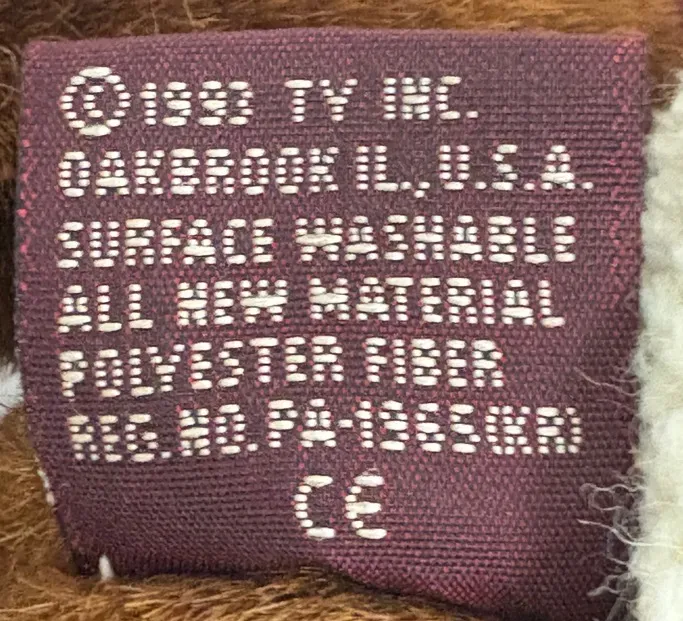 ©1993 TY INC.
OAKBROOK IL., U.S.A.
SURFACE WASHABLE
ALL NEW MATERIAL
POLYESTER FIBER
REG.NO.PA-1965(KR)
CE